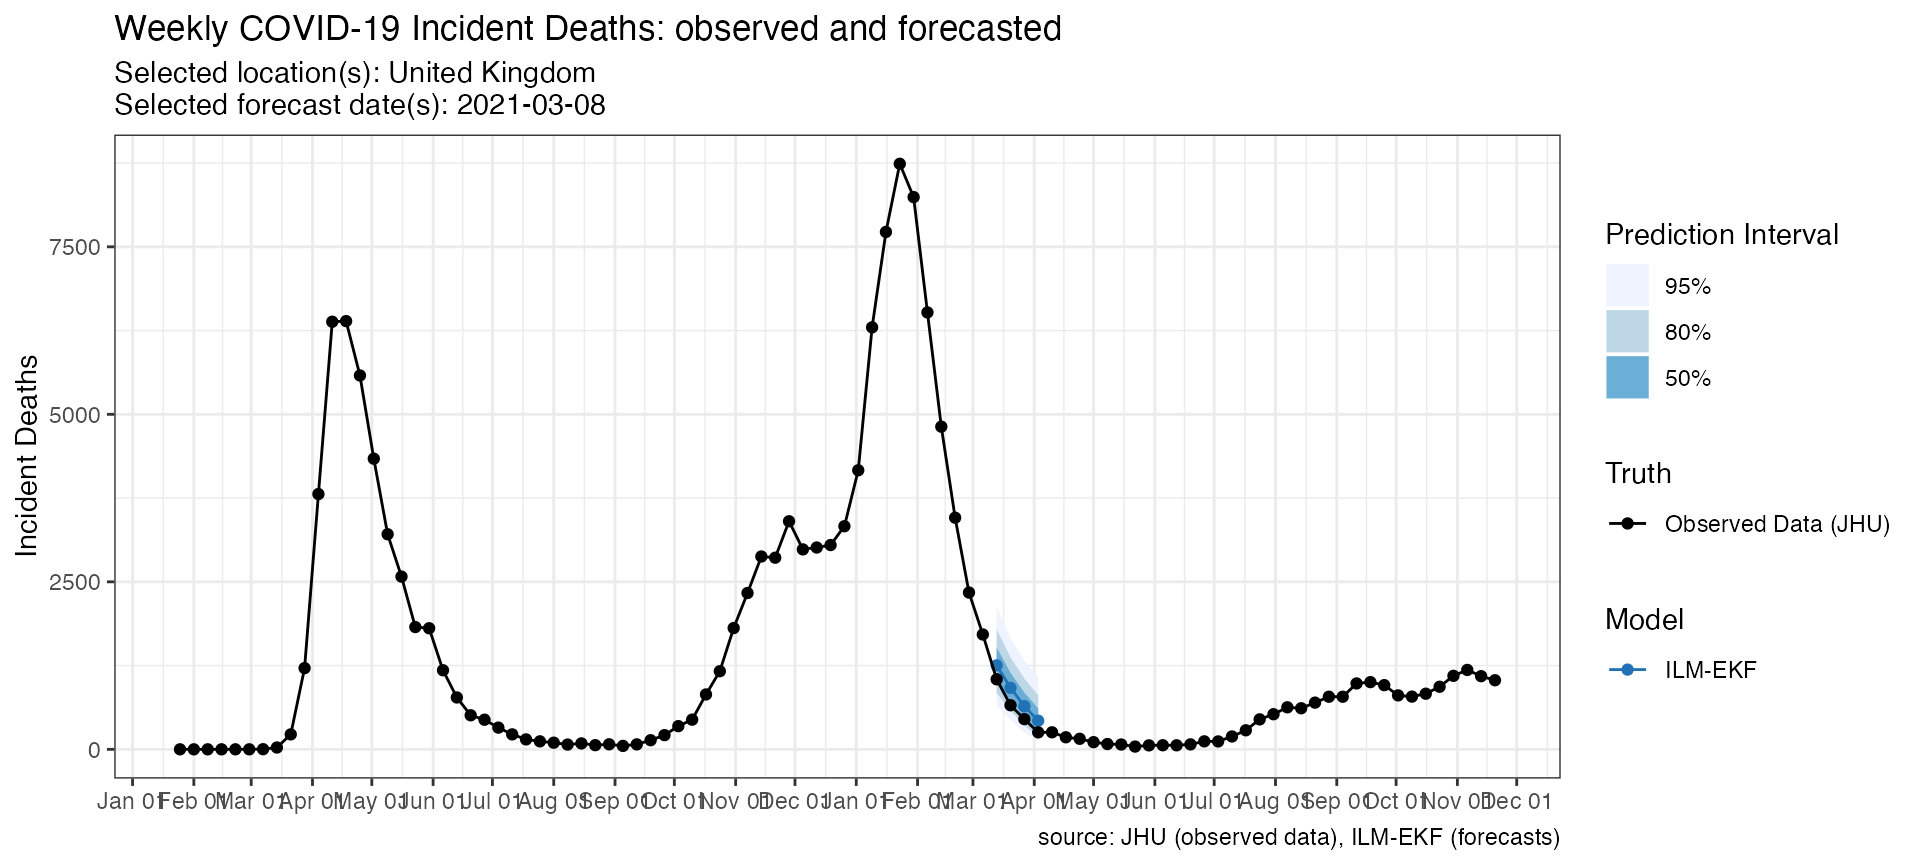 Weekly COVID-19 Incident Deaths: observed and forecasted
Selected location(s): United Kingdom
Selected forecast date(s): 2021-03-08
Incident Deaths
7500
5000
2500
0
Jan 01 Feb 01 Mar 01 Apr 01 May 01 Jun 01 Jul 01 Aug 01 Sep 01 Oct 01 Nov 01 Dec 01 Jan 01 Feb 01 Mar 01 Apr 01 May 01 Jun 01 Jul 01 Aug 01 Sep 01 Oct 01 Nov 01 Dec 01
source: JHU (observed data), ILM-EKF (forecasts)
Prediction Interval
95%
80%
50%
Truth
Observed Data (JHU)
Model
ILM-EKF